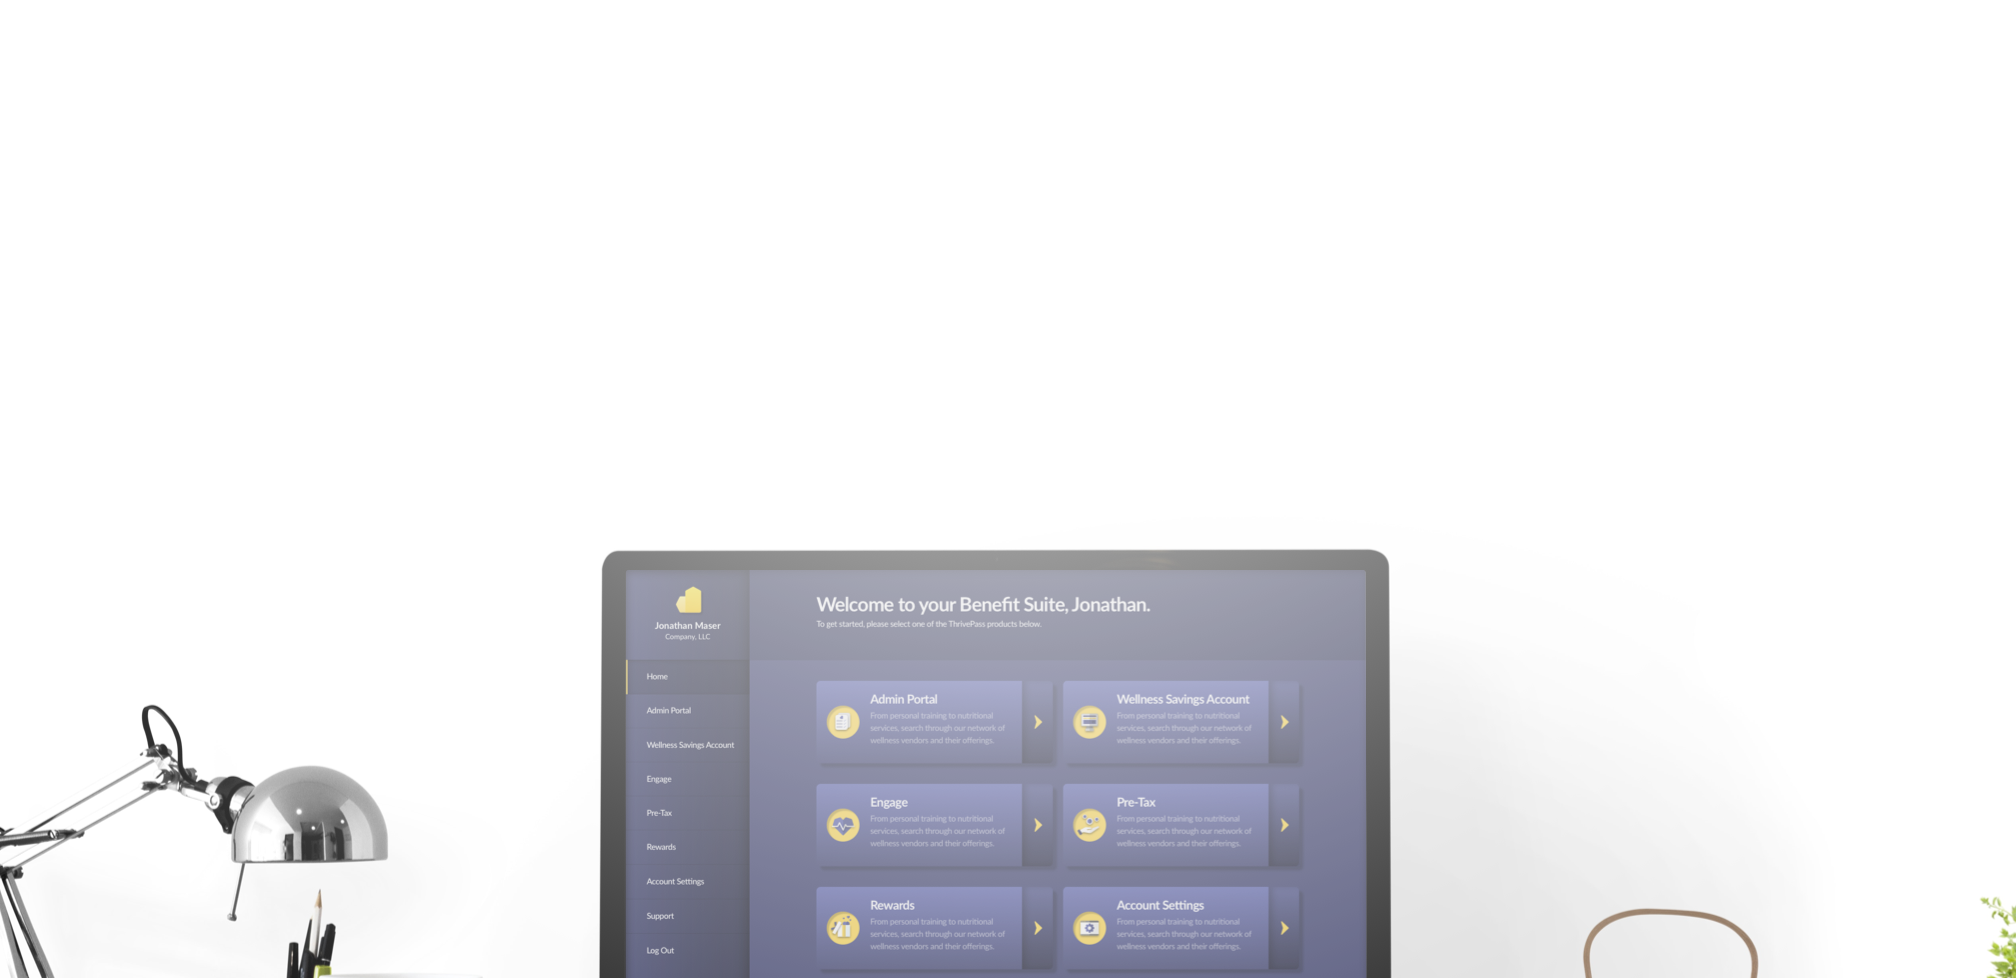 Jonathan Maser
Company, LLC
Home
Admin Portal
Wellness Savings Account
Engage
Pre-Tax
Rewards
Account Settings
Support
Log Out
Welcome to your Benefit Suite, Jonathan.
To get started, please select one of the ThrivePass products below.
Admin Portal
From personal training to nutritional
services, search through our network of
wellness vendors and their offerings.
Wellness Savings Account
From personal training to nutritional
services, search through our network of
wellness vendors and their offerings.
Engage
From personal training to nutritional
services, search through our network of
wellness vendors and their offerings.
Pre-Tax
From personal training to nutritional
services, search through our network of
wellness vendors and their offerings.
Rewards
From personal training to nutritional
services, search through our network of
wellness vendors and their offerings.
Account Settings
From personal training to nutritional
services, search through our network of
wellness vendors and their offerings.